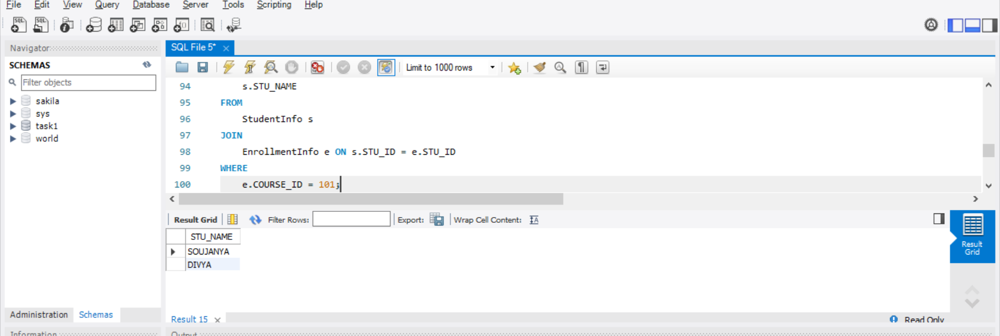 File Edit View Query Database Server Tools Scripting Help
SQL SQL
Navigator
SCHEMAS
Filter objects
sakila
sys
task1
world
Administration Schemas
Information
SQL File 5*
Limit to 1000 rows
94 s.STU_NAME
95 FROM
96 StudentInfo s
97 JOIN
98 EnrollmentInfo e ON s.STU_ID = e.STU_ID
99 WHERE
100 e.COURSE_ID = 101;
Result Grid Filter Rows: Export: Wrap Cell Content:
STU_NAME
SOUJANYA
DIVYA
Result
Grid
Result 15 Read Only
Output